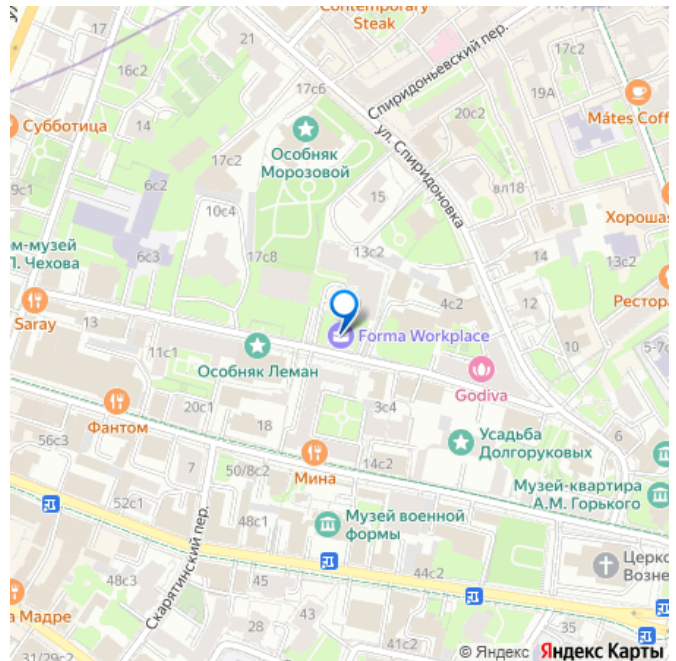 Contemporary
Steak
21
17с2
16с2
17с6
Спиридоньевский пер.
19А
20с2
Mátes Coff
Субботица
14
Особняк
Морозовой
ул. Спиридоновка
17с2
9с1
6с2
15
вл18
10с4
Хорошая
ом-музей
П. Чехова
6с3
17с8
13с2
14
13с2
4с2
12
Ресторa
Saray
13
Forma Workplace
11с1
Особняк Леман
10
5-7с
Godiva
20с1
Фантом
3с4
18
Усадьба
Долгоруковых
6
56с3
7
50/8с2
Мина
14с2
Музей-квартира
А.М. Горького
52с1
48с1
Музей военной
формы
Скарятинский пер.
Церко
Возне
48с3
45
44с2
а Мадре
43
28
41с2
35
31/29с2
© Яндекс Яндекс Карты